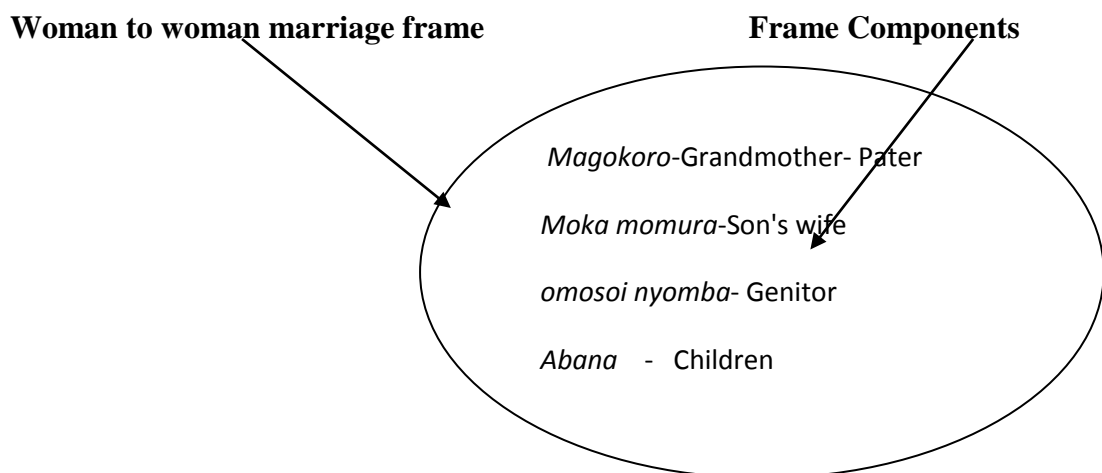 Woman to woman marriage frame Frame Components
Magokoro-Grandmother- Pater
Moka momura-Son's wife
omosoi nyomba- Genitor
Abana - Children